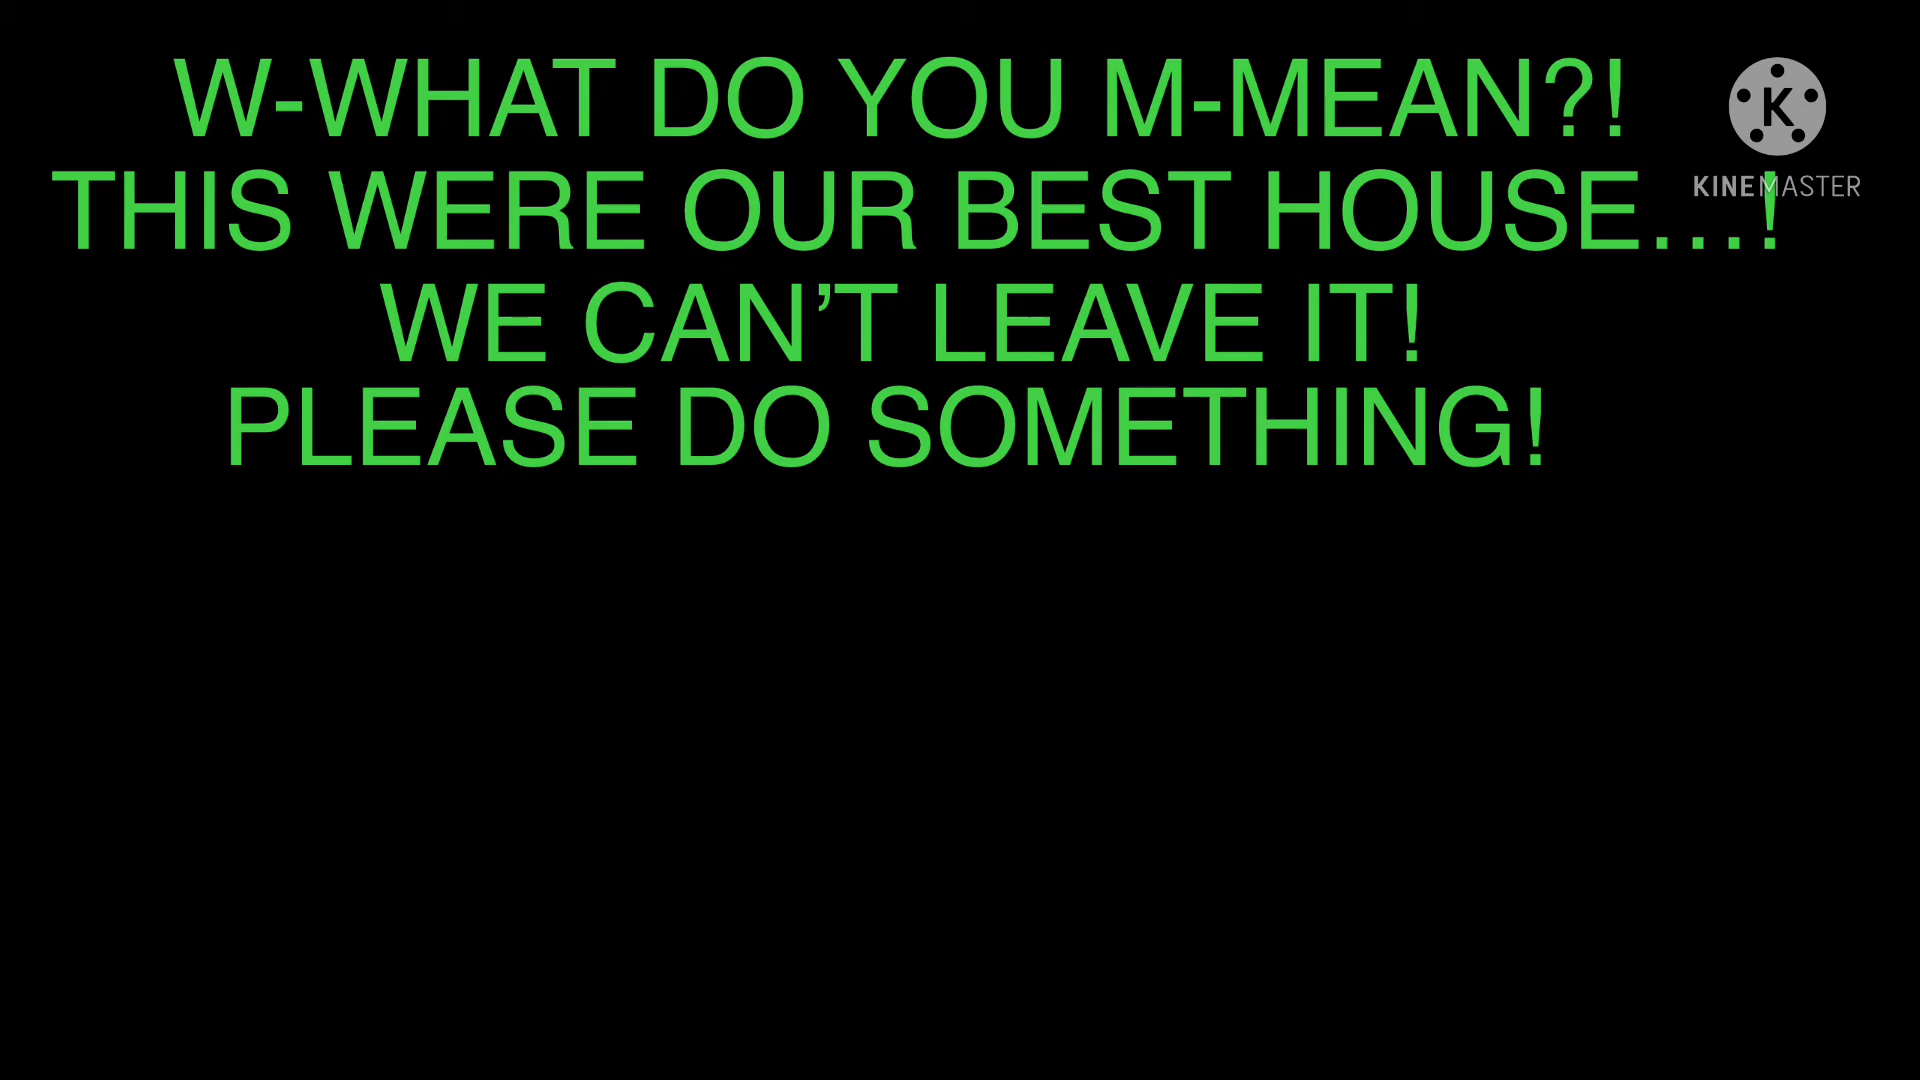 W-WHAT DO YOU M-MEAN?!
THIS WERE OUR BEST HOUSE...!
WE CAN’T LEAVE IT!
PLEASE DO SOMETHING!
K
KINEMASTER